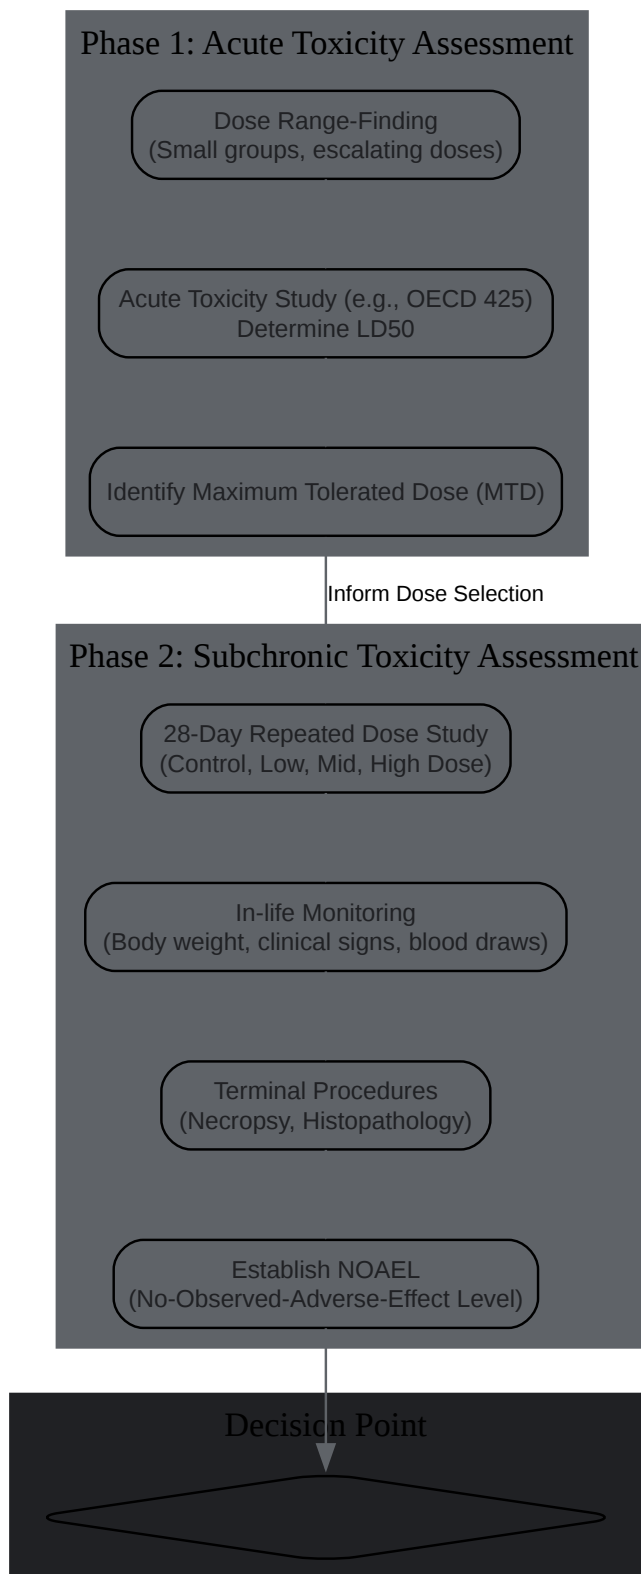 Phase 1: Acute Toxicity Assessment
Dose Range-Finding
(Small groups, escalating doses)
Acute Toxicity Study (e.g., OECD 425)
Determine LD50
Identify Maximum Tolerated Dose (MTD)
Inform Dose Selection
Phase 2: Subchronic Toxicity Assessment
28-Day Repeated Dose Study
(Control, Low, Mid, High Dose)
In-life Monitoring
(Body weight, clinical signs, blood draws)
Terminal Procedures
(Necropsy, Histopathology)
Establish NOAEL
(No-Observed-Adverse-Effect Level)
Decision Point